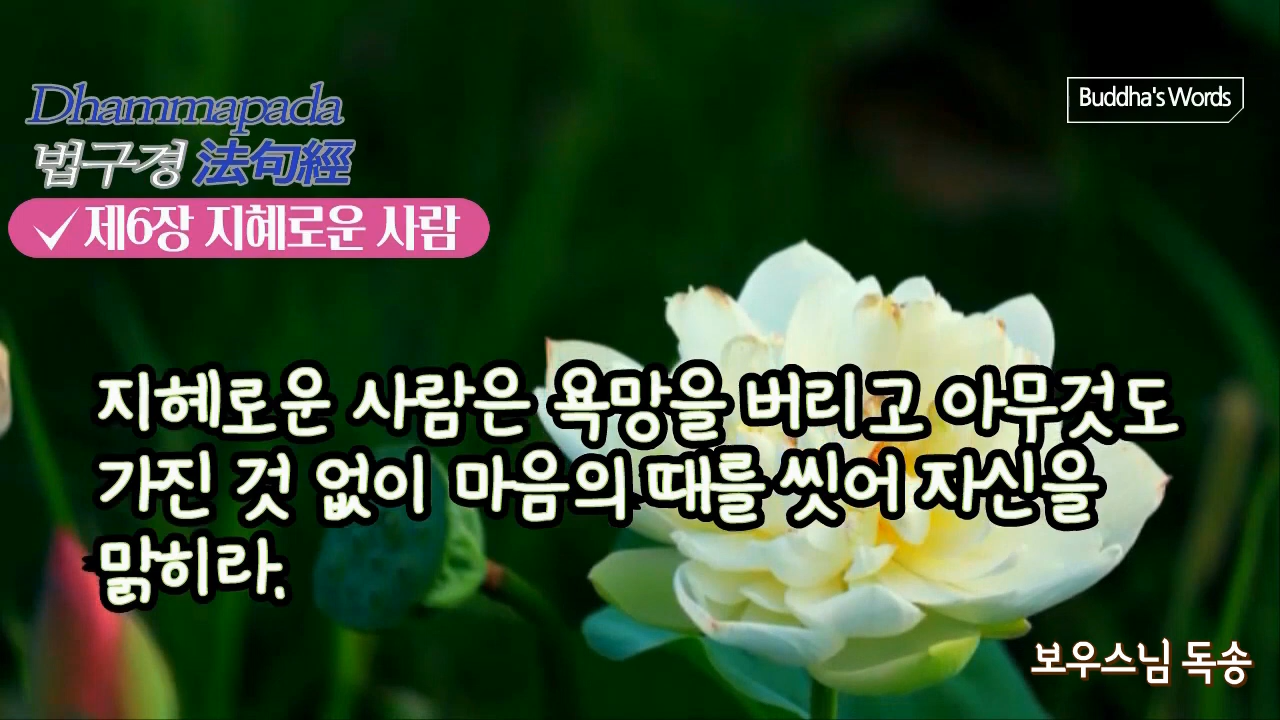 Dhammapada
Buddha's Words
법구경 法句經
제6장 지혜로운 사람
지혜로운 사람은 욕망을 버리고 아무것도
가진 것 없이 마음의 때를 씻어 자신을
맑히라.
보우스님 독송